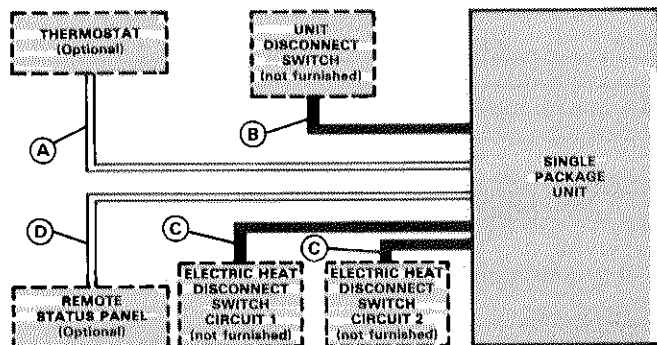 THERMOSTAT
(Optional)
UNIT
DISCONNECT
SWITCH
(not furnished)
A
B
SINGLE
PACKAGE
UNIT
D
C
C
REMOTE
STATUS PANEL
(Optional)
ELECTRIC HEAT
DISCONNECT
SWITCH
CIRCUIT 1
(not furnished)
ELECTRIC HEAT
DISCONNECT
SWITCH
CIRCUIT 2
(not furnished)